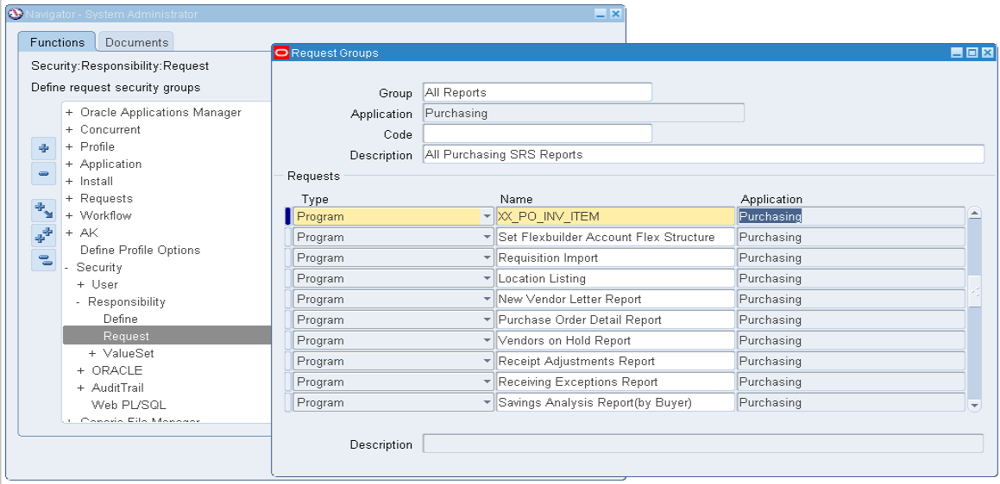 Navigator - System Administrator
Functions
Documents
Security:Responsibility:Request
Define request security groups
+ Oracle Applications Manager
+ Concurrent
+ Profile
+ Application
+ Install
+ Requests
+ Workflow
+ AK
Define Profile Options
- Security
+ User
- Responsibility
Define
Request
+ ValueSet
+ ORACLE
+ AuditTrail
Web PL/SQL
+ Generic File Manager
Request Groups
Group All Reports
Application Purchasing
Code
Description All Purchasing SRS Reports
Requests
Type Name Application
Program XX_PO_INV_ITEM Purchasing
Program Set Flexbuilder Account Flex Structure Purchasing
Program Requisition Import Purchasing
Program Location Listing Purchasing
Program New Vendor Letter Report Purchasing
Program Purchase Order Detail Report Purchasing
Program Vendors on Hold Report Purchasing
Program Receipt Adjustments Report Purchasing
Program Receiving Exceptions Report Purchasing
Program Savings Analysis Report(by Buyer) Purchasing
Description